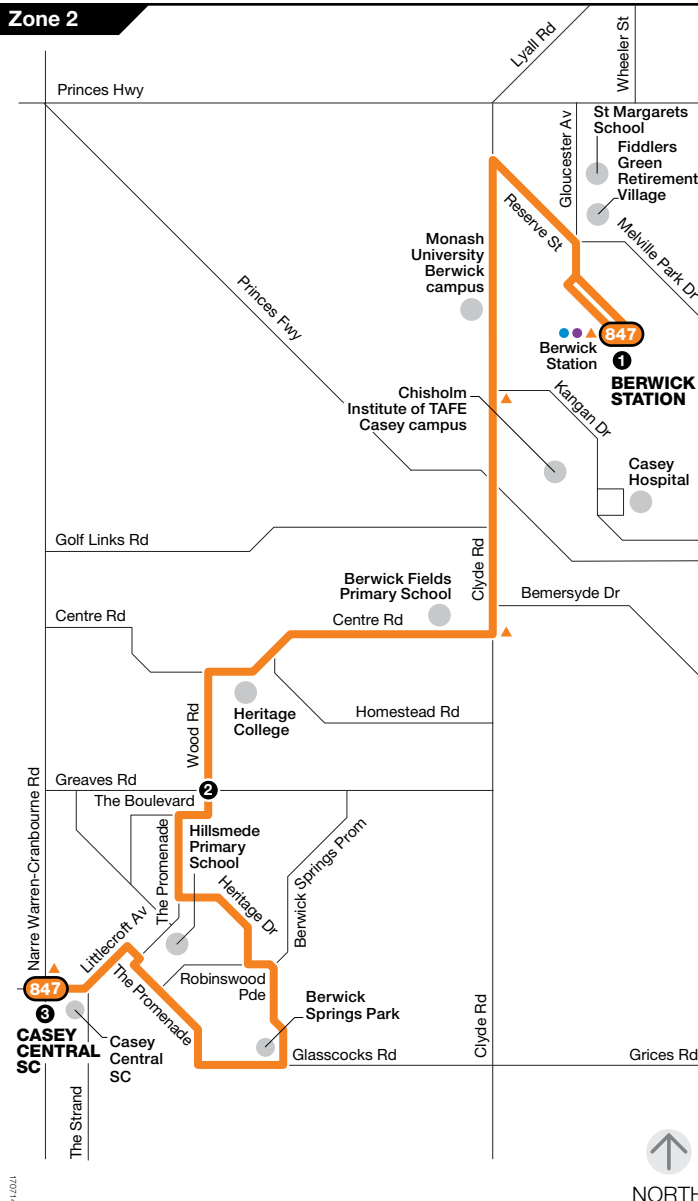 Zone 2
Lyall Rd
Wheeler St
Princes Hwy
Gloucester Av
St Margarets
School
Fiddlers
Green
Retirement
Village
Reserve St
Melville Park Dr
Monash
University
Berwick
campus
Princes Fwy
847
Berwick
Station
1
BERWICK
STATION
Chisholm
Institute of TAFE
Casey campus
Kangan Dr
Casey
Hospital
Golf Links Rd
Clyde Rd
Berwick Fields
Primary School
Bemersyde Dr
Centre Rd
Centre Rd
Wood Rd
Heritage
College
Homestead Rd
Narre Warren-Cranbourne Rd
Greaves Rd
2
The Boulevard
The Promenade
Hillsmede
Primary
School
Heritage Dr
Berwick Springs Prom
Littlecroft Av
The Promenade
Robinswood
Pde
847
3
CASEY
CENTRAL
SC
Casey
Central
SC
Berwick
Springs Park
Glasscocks Rd
Clyde Rd
Grices Rd
The Strand
NORTH